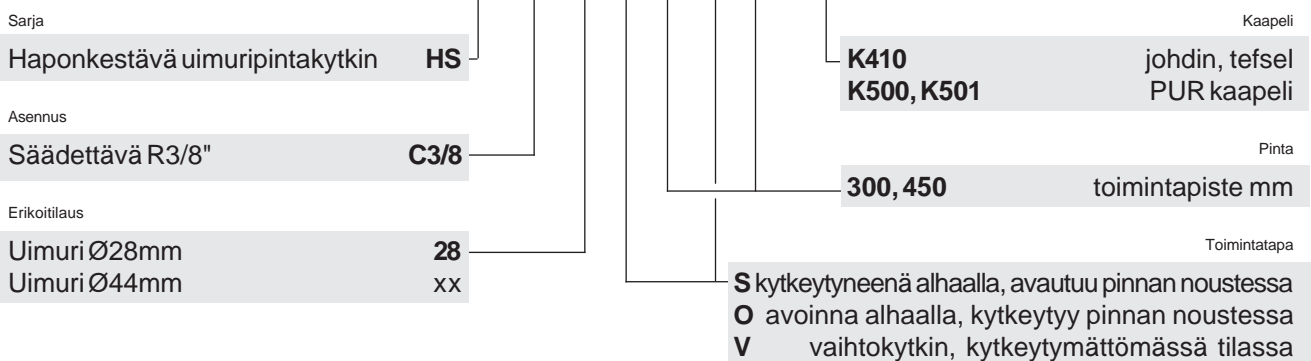 Sarja
Haponkestävä uimuripintakytkin HS
Asennus
Säädettävä R3/8" C3/8
Erikoitilaus
Uimuri Ø28mm 28
Uimuri Ø44mm xx
Kaapeli
K410 johdin, tefsel
K500, K501 PUR kaapeli
Pinta
300, 450 toimintapiste mm
Toimintatapa
S kytkeytyneenä alhaalla, avautuu pinnan noustessa
O avoinna alhaalla, kytkeytyy pinnan noustessa
V vaihtokytkin, kytkeytymättömässä tilassa